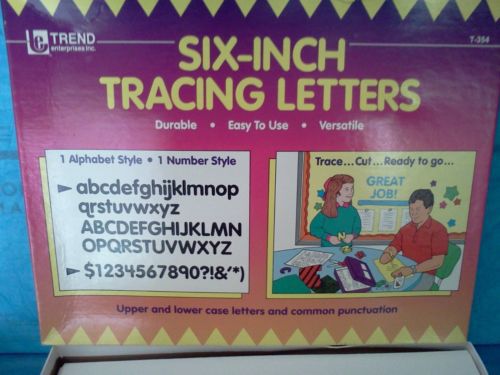 TREND
enterprises inc.
T-354
SIX-INCH
TRACING LETTERS
Durable • Easy To Use • Versatile
1 Alphabet Style • 1 Number Style
abcdefghijklmnop
qrstuvwxyz
ABCDEFGHIJKLMN
OPQRSTUVWXYZ
$1234567890?!&'*)
Trace...Cut...Ready to go...
GREAT
JOB!
Upper and lower case letters and common punctuation